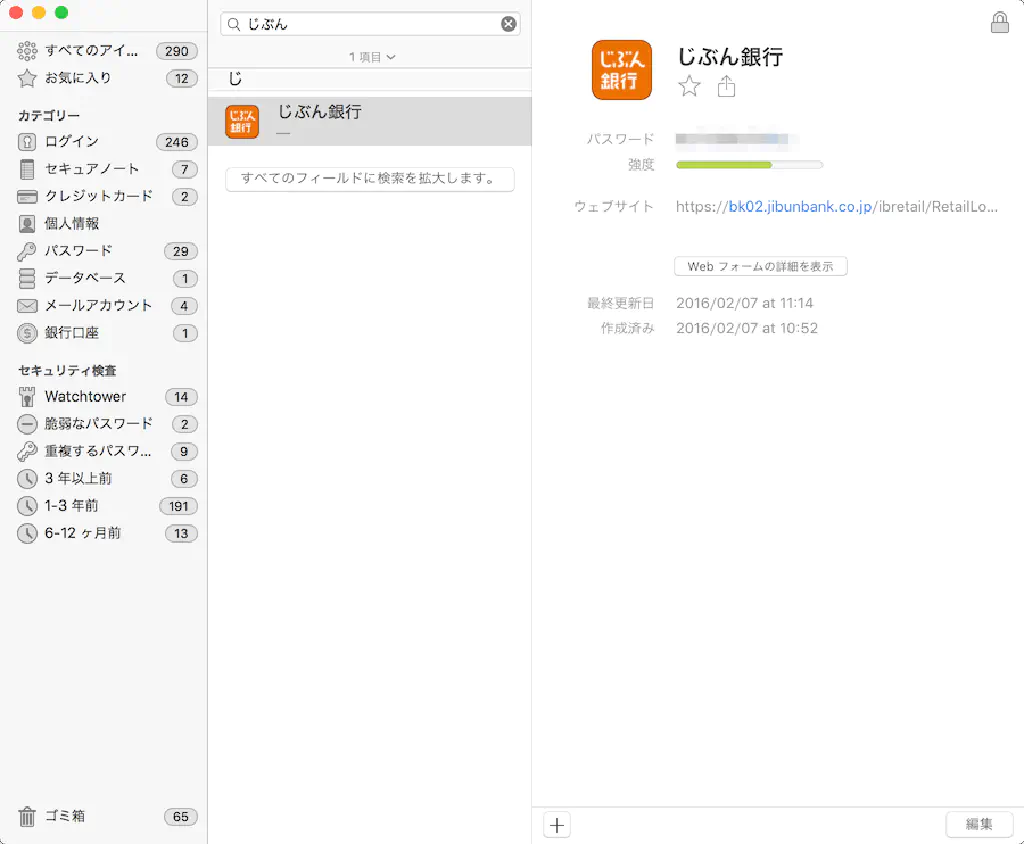 すべてのアイ... 290
お気に入り 12
カテゴリー
ログイン 246
セキュアノート 7
クレジットカード 2
個人情報
パスワード 29
データベース 1
メールアカウント 4
銀行口座 1
セキュリティ検査
Watchtower 14
脆弱なパスワード 2
重複するパスワ... 9
3 年以上前 6
1-3 年前 191
6-12 ヶ月前 13
ゴミ箱 65
じぶん
1 項目
じ
じぶん銀行
じぶん銀行
—
すべてのフィールドに検索を拡大します。
じぶん銀行
じぶん銀行
パスワード
強度
ウェブサイト https://bk02.jibunbank.co.jp/ibretail/RetailLo...
Web フォームの詳細を表示
最終更新日 2016/02/07 at 11:14
作成済み 2016/02/07 at 10:52
編集